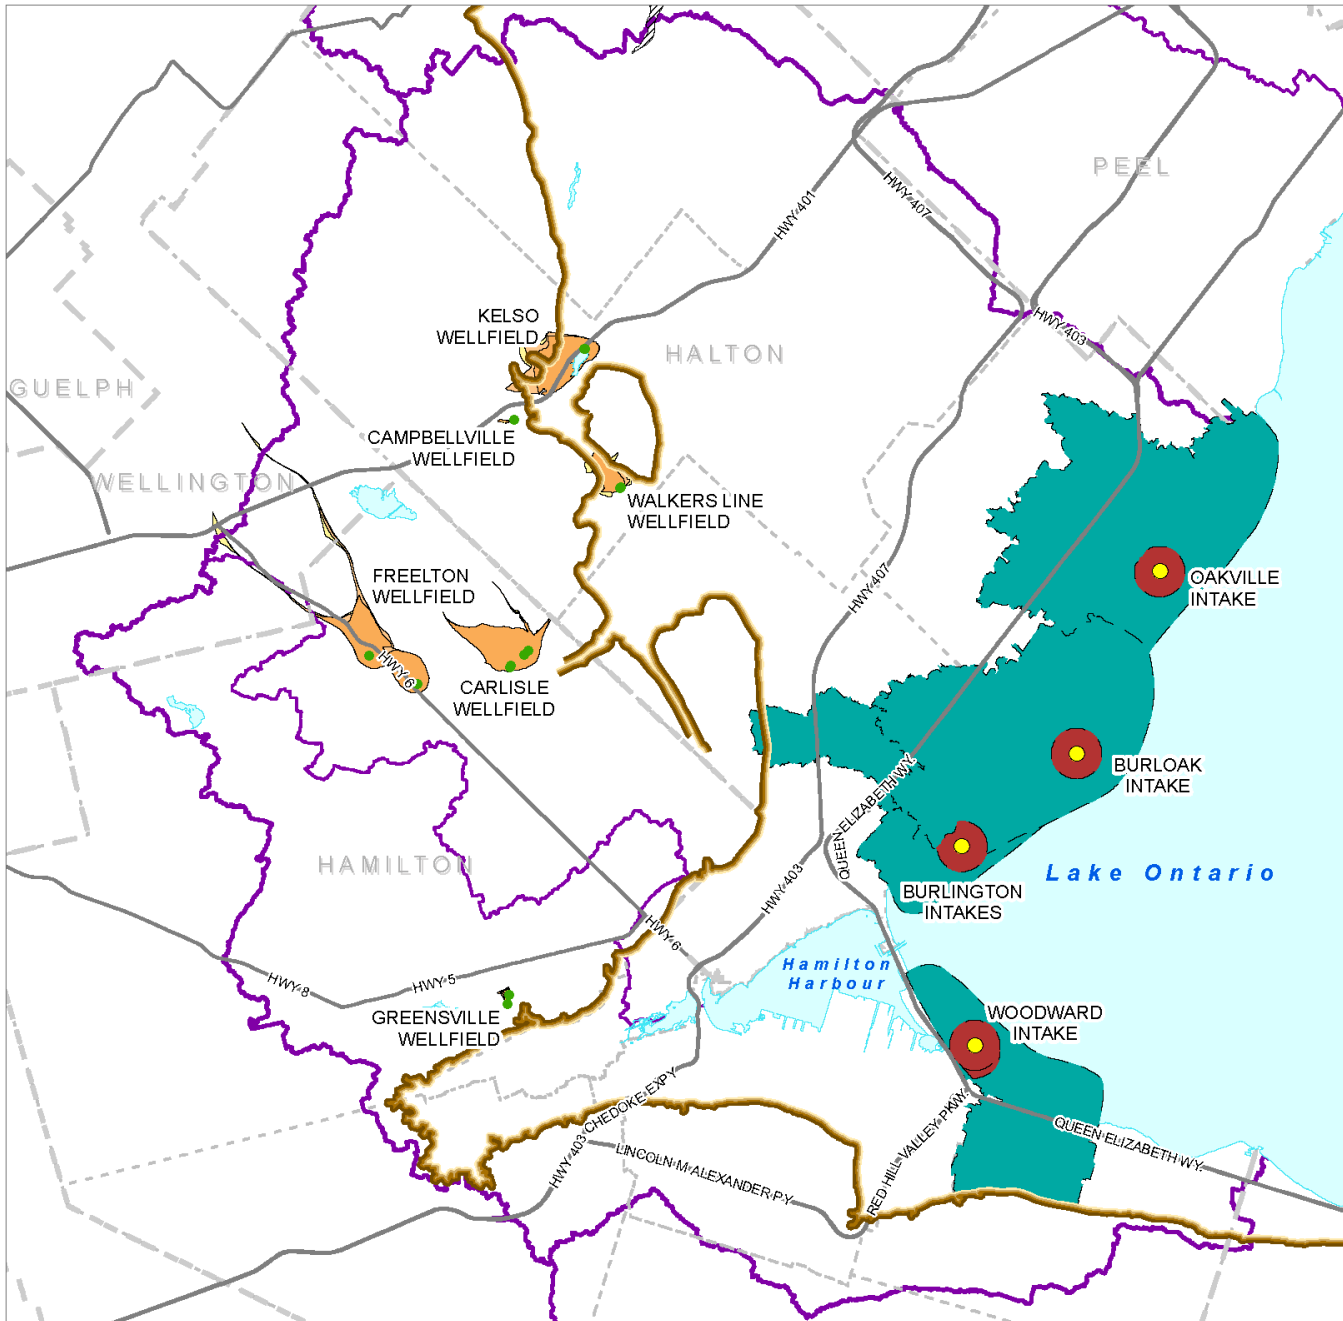 PEEL
HWY 401
HWY 407
KELSO
WELLFIELD
HWY 403
HALTON
GUELPH
CAMPBELLVILLE
WELLFIELD
WELLINGTON
WALKERS LINE
WELLFIELD
FREELTON
WELLFIELD
OAKVILLE
INTAKE
HWY 407
HWY 6
CARLISLE
WELLFIELD
BURLOAK
INTAKE
QUEEN ELIZABETH WY.
HAMILTON
HWY 403
Lake Ontario
BURLINGTON
INTAKES
HWY 6
Hamilton
Harbour
HWY 8
HWY 5
GREENSVILLE
WELLFIELD
WOODWARD
INTAKE
HWY 403 CHEDOKE EXPY
LINCOLN M ALEXANDER PY
RED HILL VALLEY PKWY.
QUEEN ELIZABETH WY.